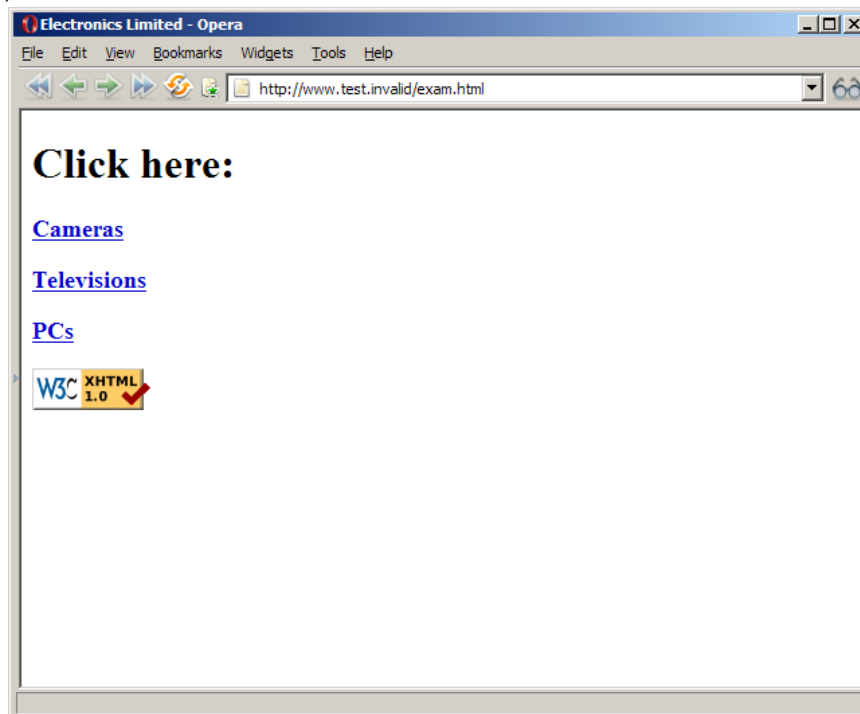 Electronics Limited - Opera
File Edit View Bookmarks Widgets Tools Help
http://www.test.invalid/exam.html
Click here:
Cameras
Televisions
PCs
W3C XHTML
1.0